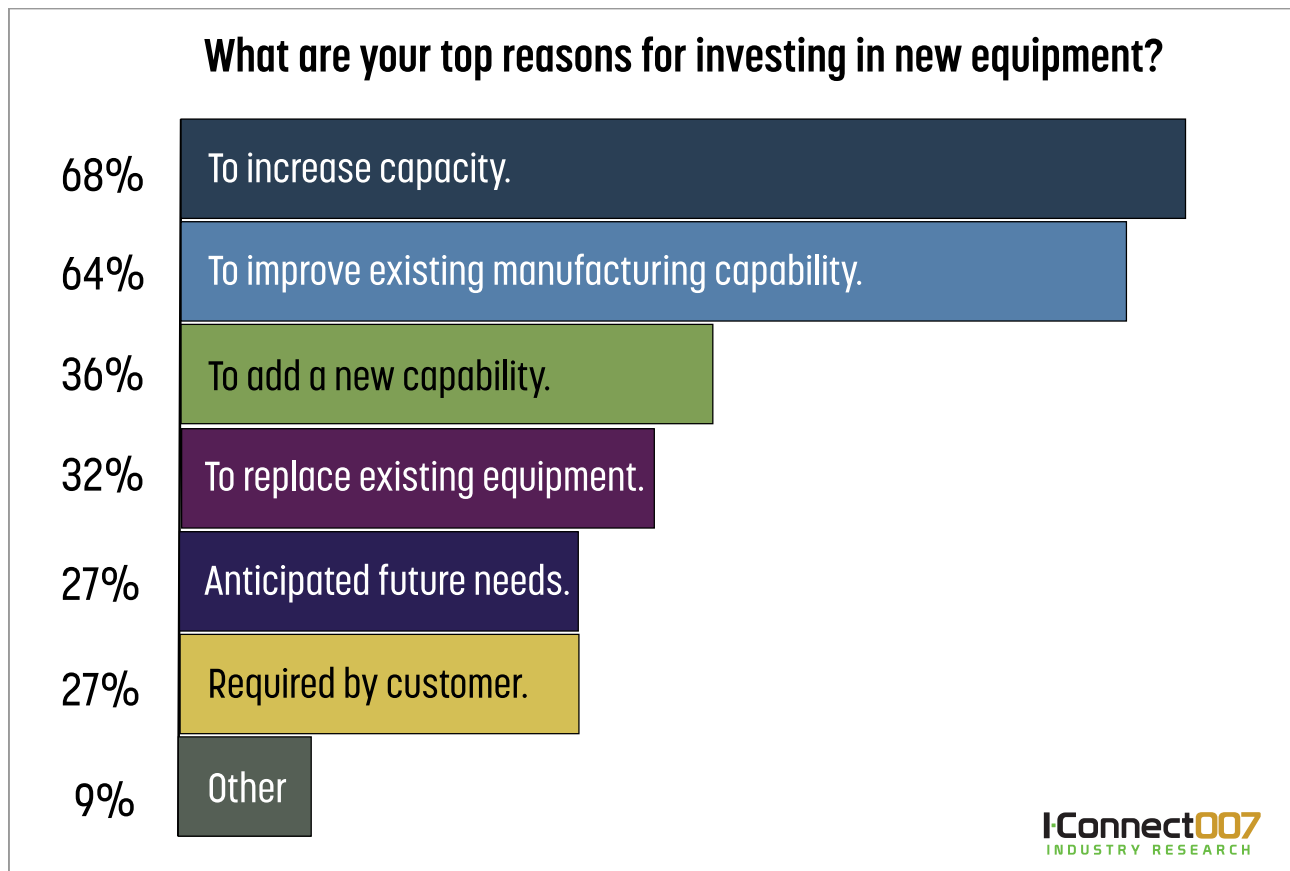 What are your top reasons for investing in new equipment?
68% To increase capacity.
64% To improve existing manufacturing capability.
36% To add a new capability.
32% To replace existing equipment.
27% Anticipated future needs.
27% Required by customer.
9% Other
I-Connect007
INDUSTRY RESEARCH